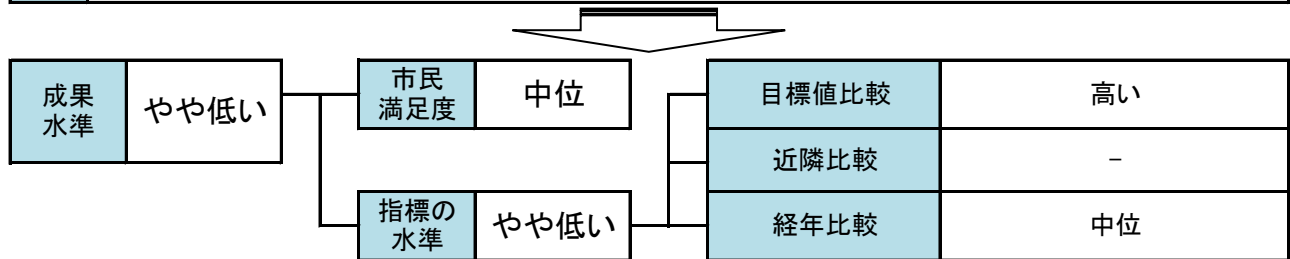 成果
水準
やや低い
市民
満足度
中位
指標の
水準
やや低い
目標値比較
高い
近隣比較
－
経年比較
中位